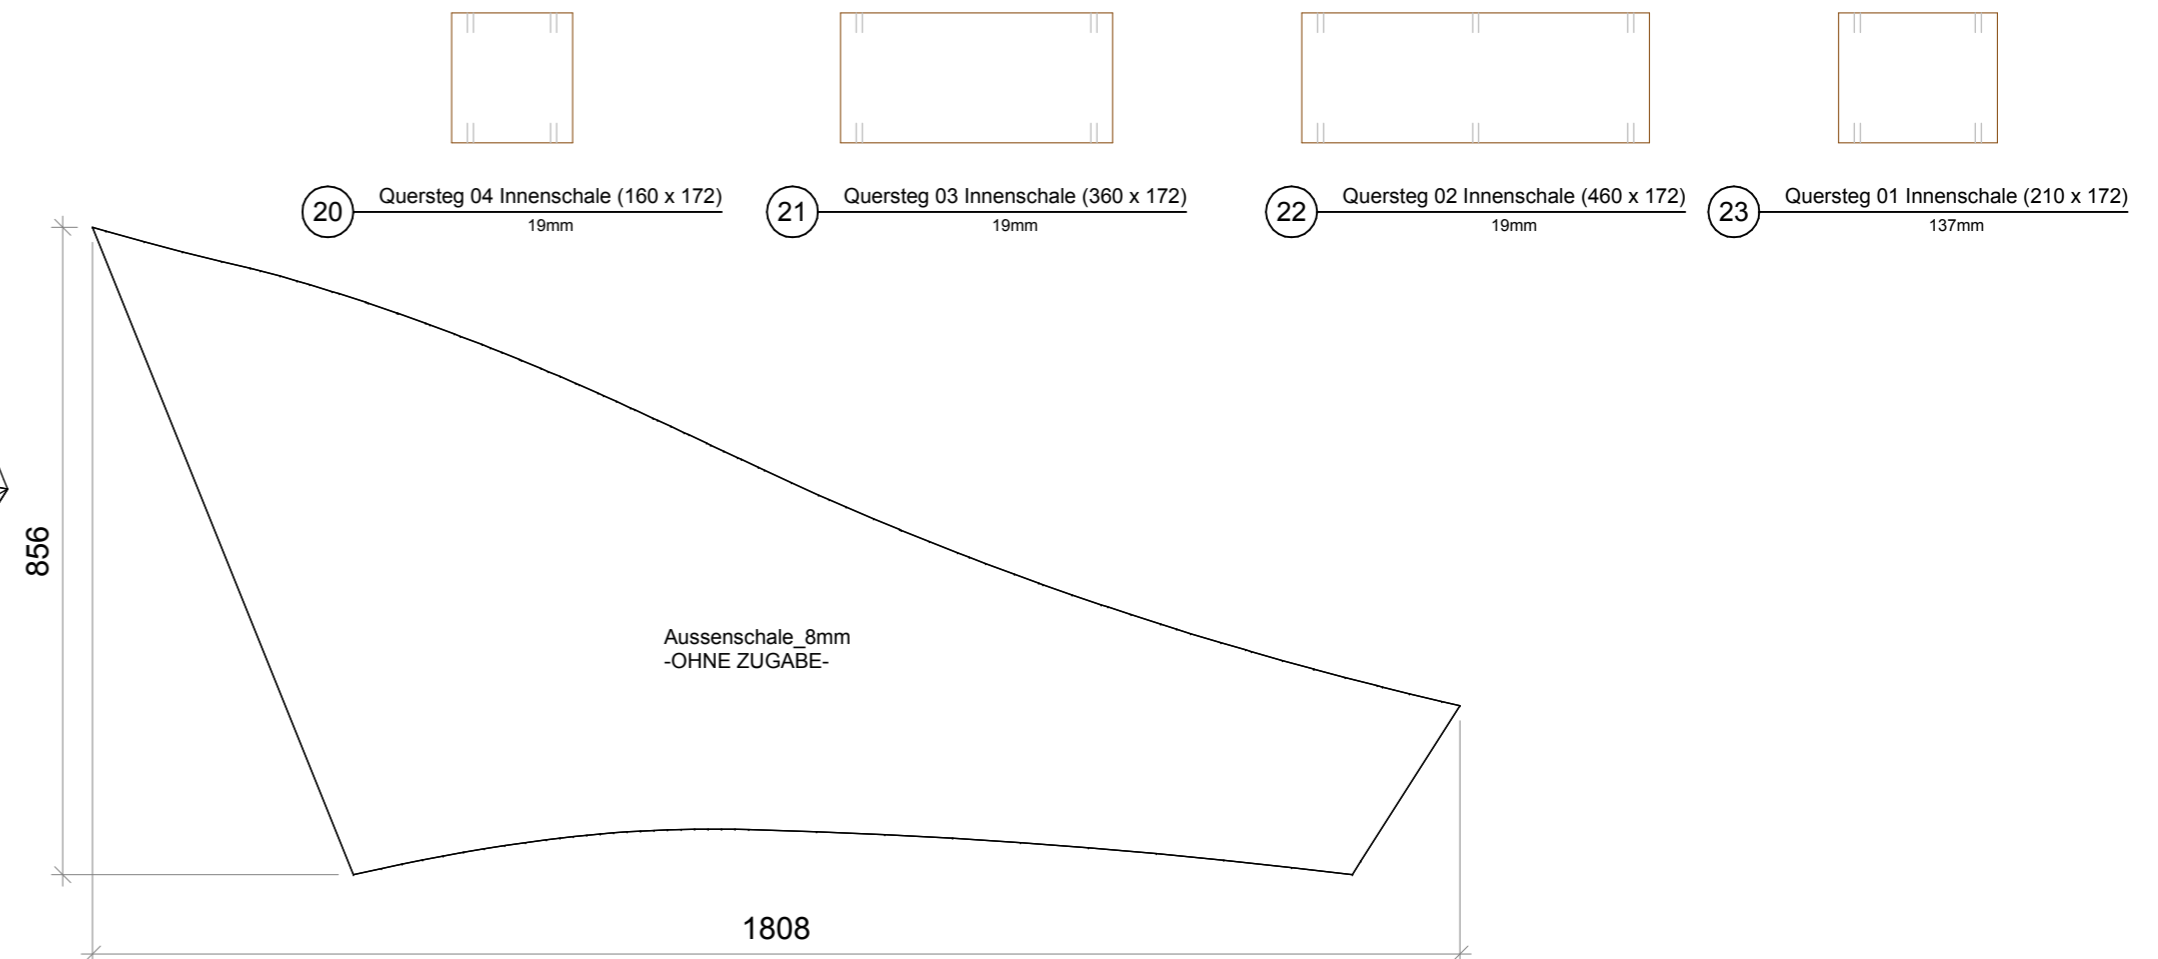 20
Quersteg 04 Innenschale (160 x 172)
19mm
21
Quersteg 03 Innenschale (360 x 172)
19mm
22
Quersteg 02 Innenschale (460 x 172)
19mm
23
Quersteg 01 Innenschale (210 x 172)
137mm
856
Aussenschale_8mm
-OHNE ZUGABE-
1808